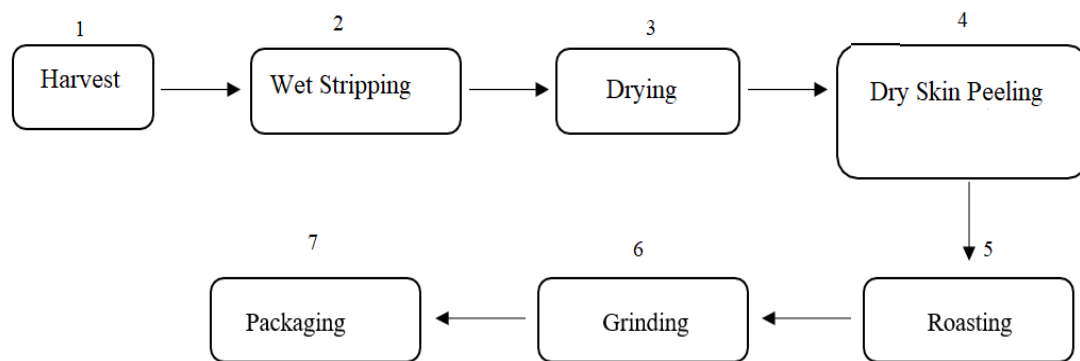 1
Harvest
2
Wet Stripping
3
Drying
4
Dry Skin Peeling
5
Roasting
6
Grinding
7
Packaging